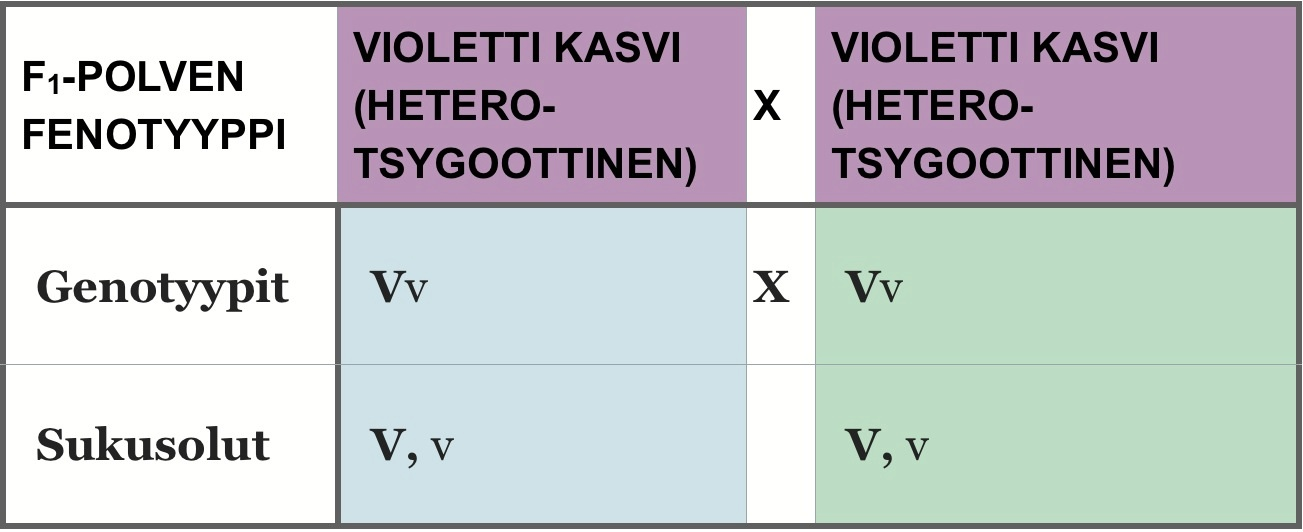 F₁-POLVEN
FENOTYYPPI
VIOLETTI KASVI
(HETERO-
TSYGOOTTINEN)
X
VIOLETTI KASVI
(HETERO-
TSYGOOTTINEN)
Genotyypit Vv X Vv
Sukusolut V, v V, v